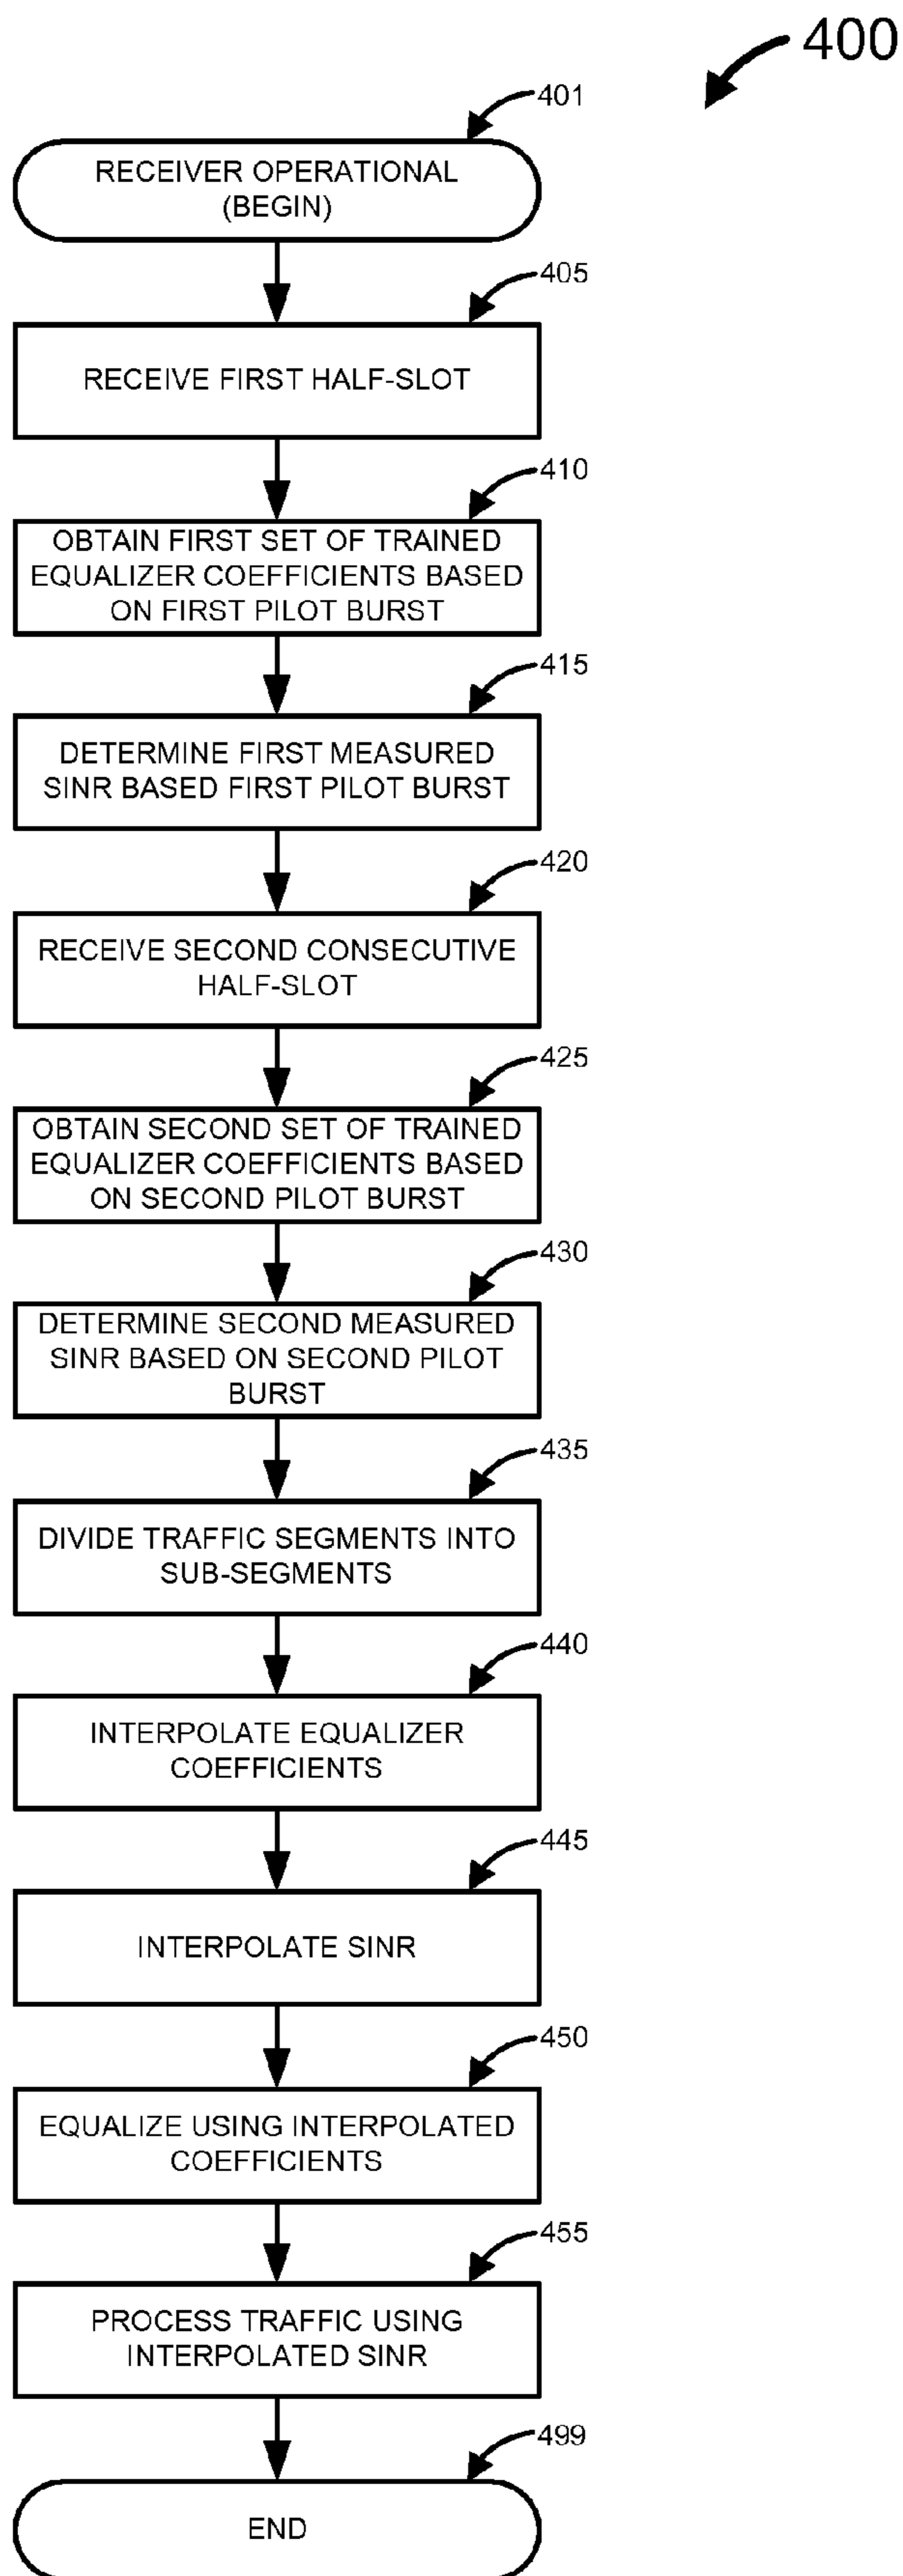 400
401
RECEIVER OPERATIONAL
(BEGIN)
405
RECEIVE FIRST HALF-SLOT
410
OBTAIN FIRST SET OF TRAINED
EQUALIZER COEFFICIENTS BASED
ON FIRST PILOT BURST
415
DETERMINE FIRST MEASURED
SINR BASED FIRST PILOT BURST
420
RECEIVE SECOND CONSECUTIVE
HALF-SLOT
425
OBTAIN SECOND SET OF TRAINED
EQUALIZER COEFFICIENTS BASED
ON SECOND PILOT BURST
430
DETERMINE SECOND MEASURED
SINR BASED ON SECOND PILOT
BURST
435
DIVIDE TRAFFIC SEGMENTS INTO
SUB-SEGMENTS
440
INTERPOLATE EQUALIZER
COEFFICIENTS
445
INTERPOLATE SINR
450
EQUALIZE USING INTERPOLATED
COEFFICIENTS
455
PROCESS TRAFFIC USING
INTERPOLATED SINR
499
END